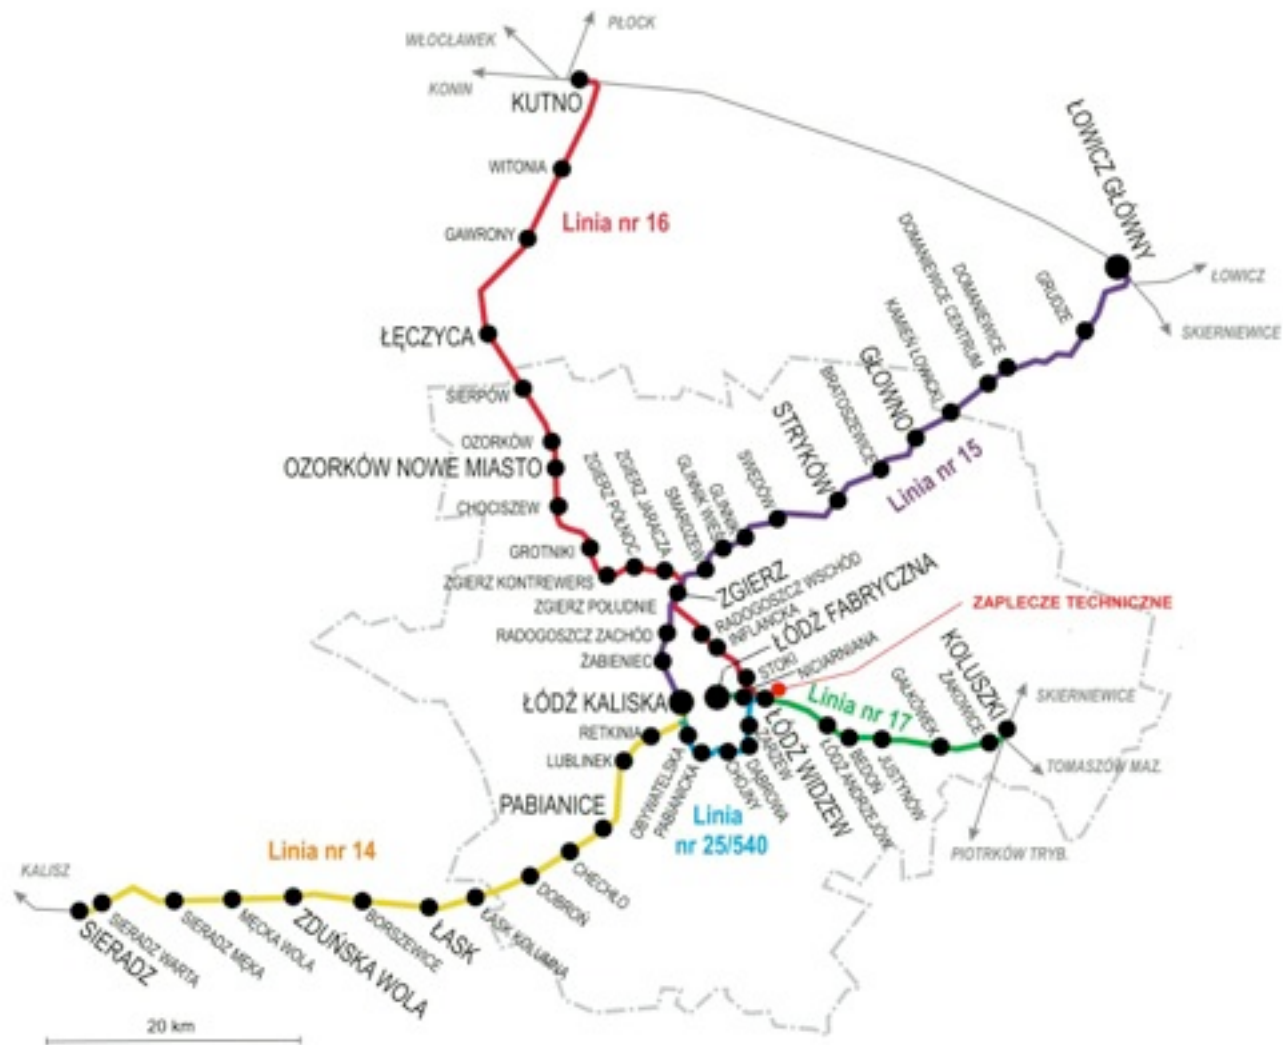 PŁOCK
WŁOCŁAWEK
KONIN
KUTNO
WITONIA
Linia nr 16
GAWRONY
ŁĘCZYCA
SIERPÓW
OZORKÓW
OZORKÓW NOWE MIASTO
CHOCISZEW
GROTNIKI
ZGIERZ KONTREWERS
ZGIERZ PÓŁNOC
ZGIERZ JARACZA
ŁOWICZ GŁÓWNY
ŁOWICZ
SKIERNIEWICE
GRUDZE
DOMANIEWICE
DOMANIEWICE CENTRUM
KAMIEŃ ŁOWICKI
GŁOWNO
BRATOSZEWICE
STRYKÓW
Linia nr 15
SWĘDÓW
GLINNIK
GLINNIK WIEŚ
SMARDZEW
ZGIERZ
ZGIERZ POŁUDNIE
RADOGOSZCZ ZACHÓD
ŻABIENIEC
ŁÓDŹ KALISKA
RADOGOSZCZ WSCHÓD
INFLANCKA
ŁÓDŹ FABRYCZNA
STOKI
NICIARNIANA
ZAPLECZE TECHNICZNE
Linia nr 17
GAŁKÓWEK
ŻAKOWICE
KOLUSZKI
SKIERNIEWICE
TOMASZÓW MAZ.
PIOTRKÓW TRYB.
JUSTYNÓW
BEDOŃ
ŁÓDŹ ANDRZEJÓW
ŁÓDŹ WIDZEW
ZARZEW
DĄBROWA
CHOJNY
PABIANICKA
OBYWATELSKA
Linia
nr 25/540
RETKINIA
LUBLINEK
PABIANICE
CHECHŁO
DOBROŃ
ŁASK KOLUMNA
ŁASK
BORSZEWICE
ZDUŃSKA WOLA
MĘCKA WOLA
SIERADZ MĘKA
SIERADZ WARTA
SIERADZ
Linia nr 14
KALISZ
20 km